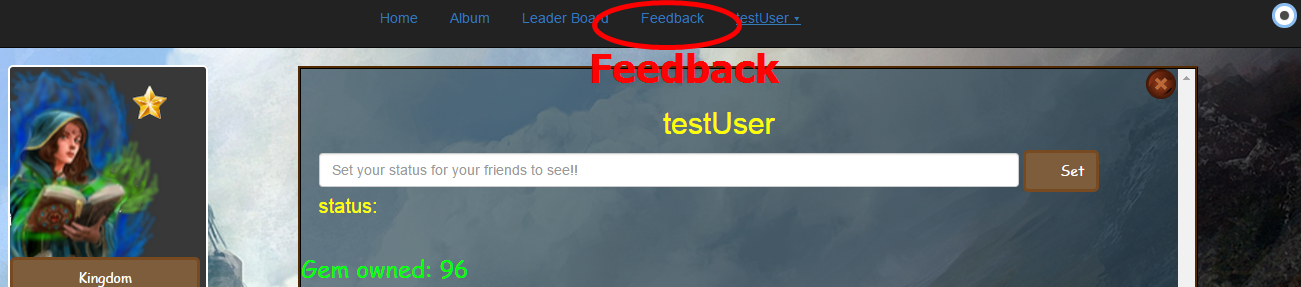 Home Album Leader Board Feedback testUser
Feedback
testUser
Set your status for your friends to see!! Set
status:
Gem owned: 96
Kingdom